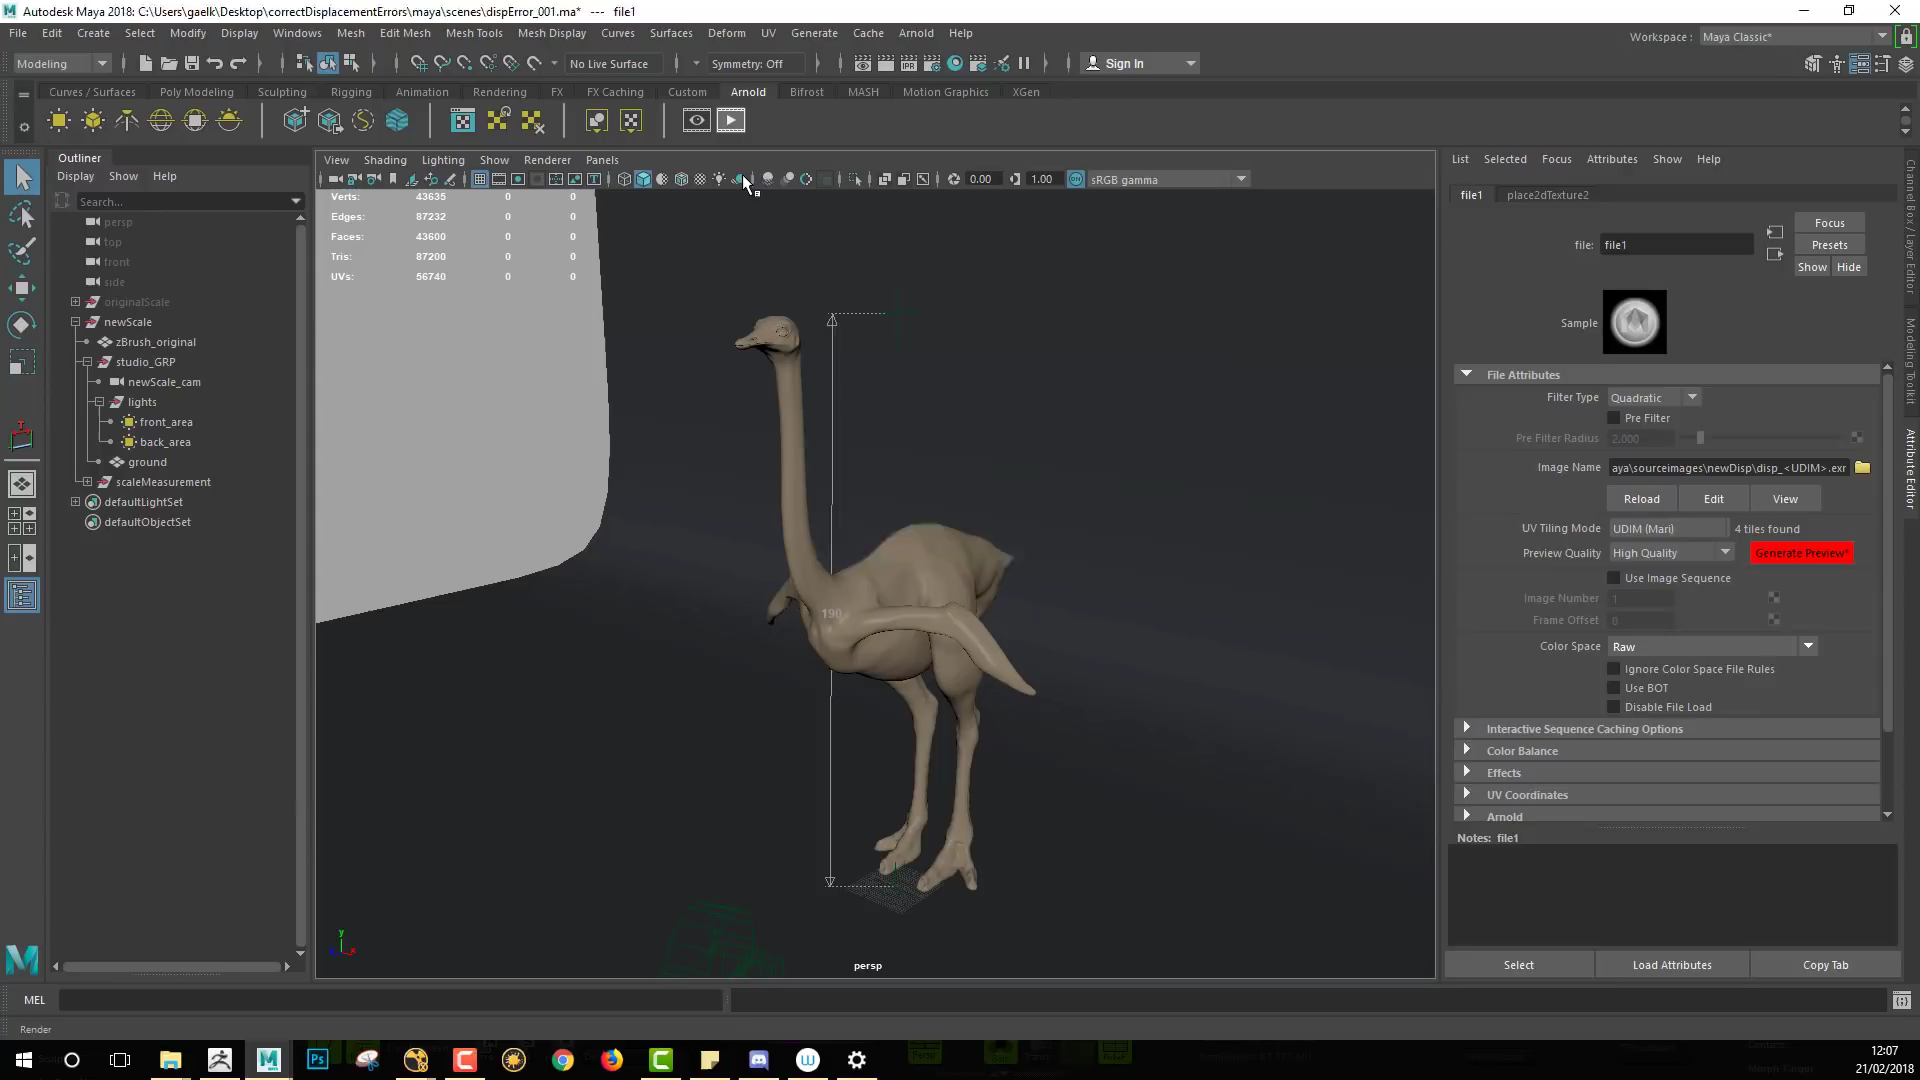 Autodesk Maya 2018: C:\Users\gaelk\Desktop\correctDisplacementErrors\maya\scenes\dispError_001.ma*   ---   file1
File Edit Create Select Modify Display Windows Mesh Edit Mesh Mesh Tools Mesh Display Curves Surfaces Deform UV Generate Cache Arnold Help
Workspace : Maya Classic*
Modeling No Live Surface Symmetry: Off Sign In
Curves / Surfaces Poly Modeling Sculpting Rigging Animation Rendering FX FX Caching Custom Arnold Bifrost MASH Motion Graphics XGen
Outliner
Display Show Help
Search...
persp
top
front
side
originalScale
newScale
zBrush_original
studio_GRP
newScale_cam
lights
front_area
back_area
ground
scaleMeasurement
defaultLightSet
defaultObjectSet
View Shading Lighting Show Renderer Panels
0.00 1.00 ON sRGB gamma
Verts: 43635 0 0
Edges: 87232 0 0
Faces: 43600 0 0
Tris: 87200 0 0
UVs: 56740 0 0
190
y
x
persp
List Selected Focus Attributes Show Help
file1 place2dTexture2
Focus
file: file1 Presets
Show Hide
Sample
File Attributes
Filter Type Quadratic
Pre Filter
Pre Filter Radius 2.000
Image Name aya\sourceimages\newDisp\disp_<UDIM>.exr
Reload Edit View
UV Tiling Mode UDIM (Mari) 4 tiles found
Preview Quality High Quality Generate Preview*
Use Image Sequence
Image Number 1
Frame Offset 0
Color Space Raw
Ignore Color Space File Rules
Use BOT
Disable File Load
Interactive Sequence Caching Options
Color Balance
Effects
UV Coordinates
Arnold
Notes: file1
Select Load Attributes Copy Tab
Channel Box / Layer Editor
Modeling Toolkit
Attribute Editor
MEL
Render
12:07
21/02/2018